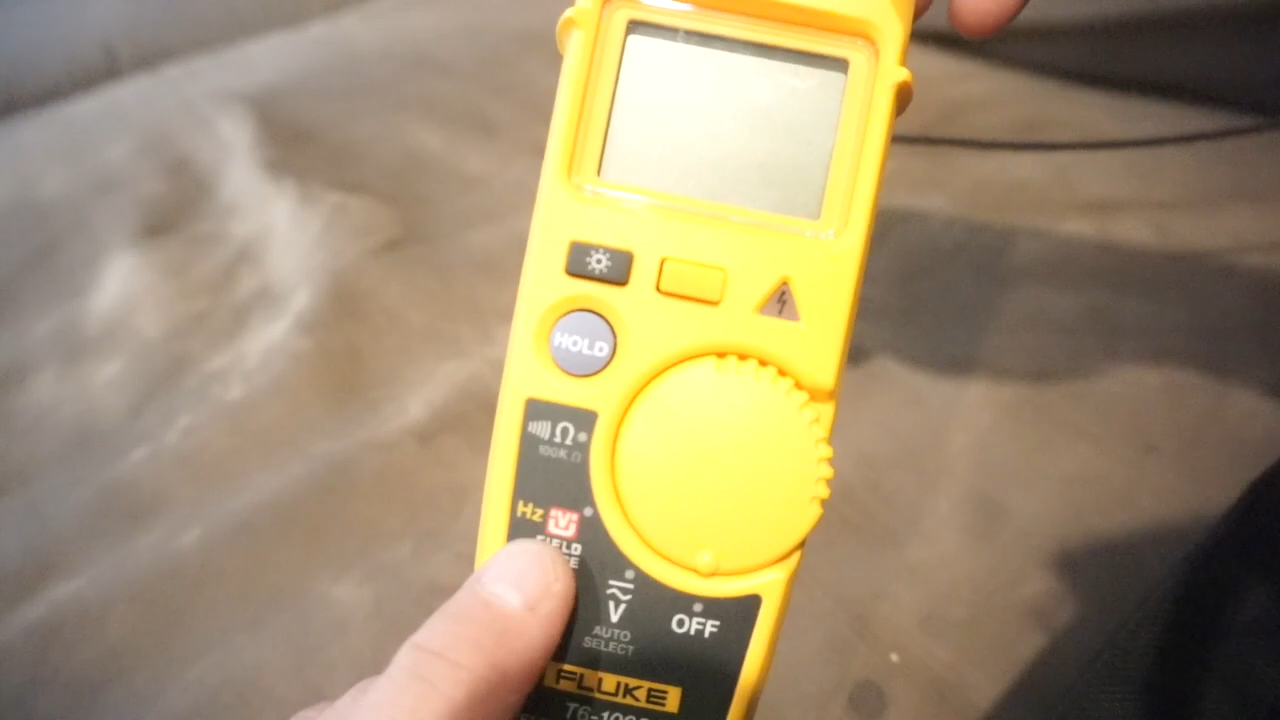 HOLD
Ω
100K Ω
Hz V
FIELD
V
AUTO
SELECT
OFF
FLUKE